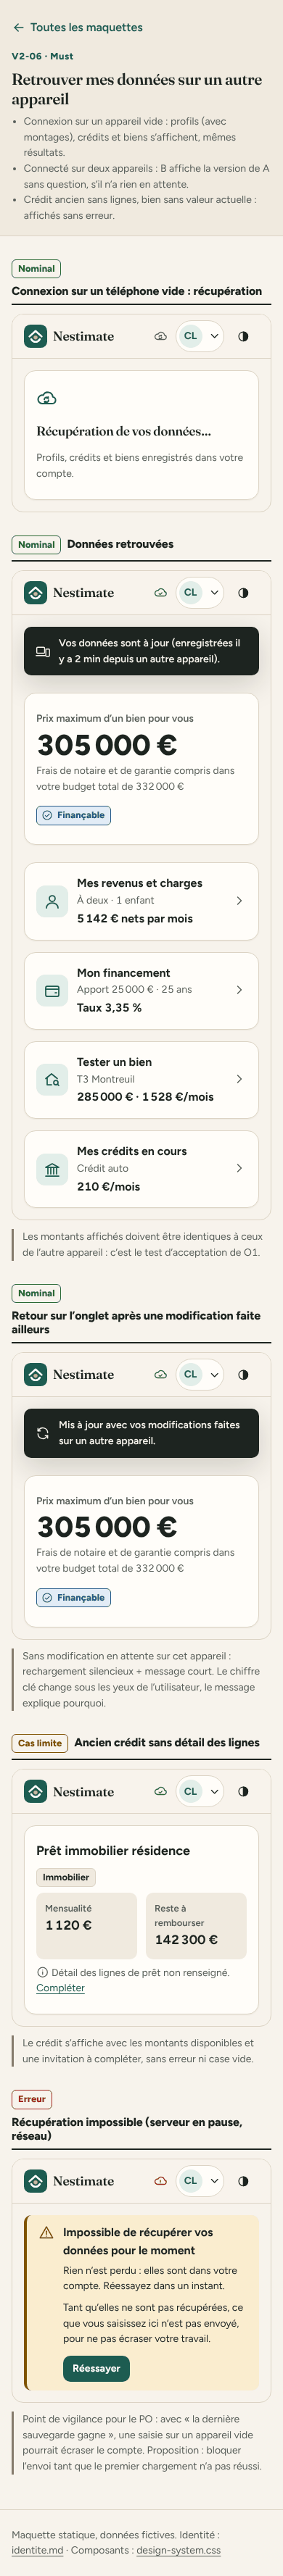 ← Toutes les maquettes
V2-06 · Must
Retrouver mes données sur un autre
appareil
• Connexion sur un appareil vide : profils (avec
montages), crédits et biens s'affichent, mêmes
résultats.
• Connecté sur deux appareils : B affiche la version de A
sans question, s'il n'a rien en attente.
• Crédit ancien sans lignes, bien sans valeur actuelle :
affichés sans erreur.
Nominal
Connexion sur un téléphone vide : récupération
Nestimate
CL
Récupération de vos données…
Profils, crédits et biens enregistrés dans votre
compte.
Nominal Données retrouvées
Nestimate
CL
Vos données sont à jour (enregistrées il
y a 2 min depuis un autre appareil).
Prix maximum d'un bien pour vous
305 000 €
Frais de notaire et de garantie compris dans
votre budget total de 332 000 €
Finançable
Mes revenus et charges
À deux · 1 enfant
5 142 € nets par mois
Mon financement
Apport 25 000 € · 25 ans
Taux 3,35 %
Tester un bien
T3 Montreuil
285 000 € · 1 528 €/mois
Mes crédits en cours
Crédit auto
210 €/mois
Les montants affichés doivent être identiques à ceux
de l'autre appareil : c'est le test d'acceptation de O1.
Nominal
Retour sur l'onglet après une modification faite
ailleurs
Nestimate
CL
Mis à jour avec vos modifications faites
sur un autre appareil.
Prix maximum d'un bien pour vous
305 000 €
Frais de notaire et de garantie compris dans
votre budget total de 332 000 €
Finançable
Sans modification en attente sur cet appareil :
rechargement silencieux + message court. Le chiffre
clé change sous les yeux de l'utilisateur, le message
explique pourquoi.
Cas limite Ancien crédit sans détail des lignes
Nestimate
CL
Prêt immobilier résidence
Immobilier
Mensualité
1 120 €
Reste à
rembourser
142 300 €
Détail des lignes de prêt non renseigné.
Compléter
Le crédit s'affiche avec les montants disponibles et
une invitation à compléter, sans erreur ni case vide.
Erreur
Récupération impossible (serveur en pause,
réseau)
Nestimate
CL
Impossible de récupérer vos
données pour le moment
Rien n'est perdu : elles sont dans votre
compte. Réessayez dans un instant.
Tant qu'elles ne sont pas récupérées, ce
que vous saisissez ici n'est pas envoyé,
pour ne pas écraser votre travail.
Réessayer
Point de vigilance pour le PO : avec « la dernière
sauvegarde gagne », une saisie sur un appareil vide
pourrait écraser le compte. Proposition : bloquer
l'envoi tant que le premier chargement n'a pas réussi.
Maquette statique, données fictives. Identité :
identite.md · Composants : design-system.css